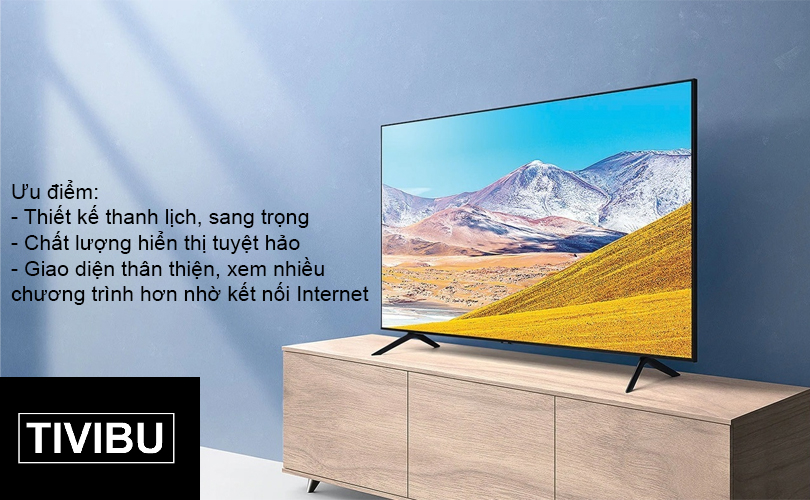 Ưu điểm:
- Thiết kế thanh lịch, sang trọng
- Chất lượng hiển thị tuyệt hảo
- Giao diện thân thiện, xem nhiều
chương trình hơn nhờ kết nối Internet
TIVIBU